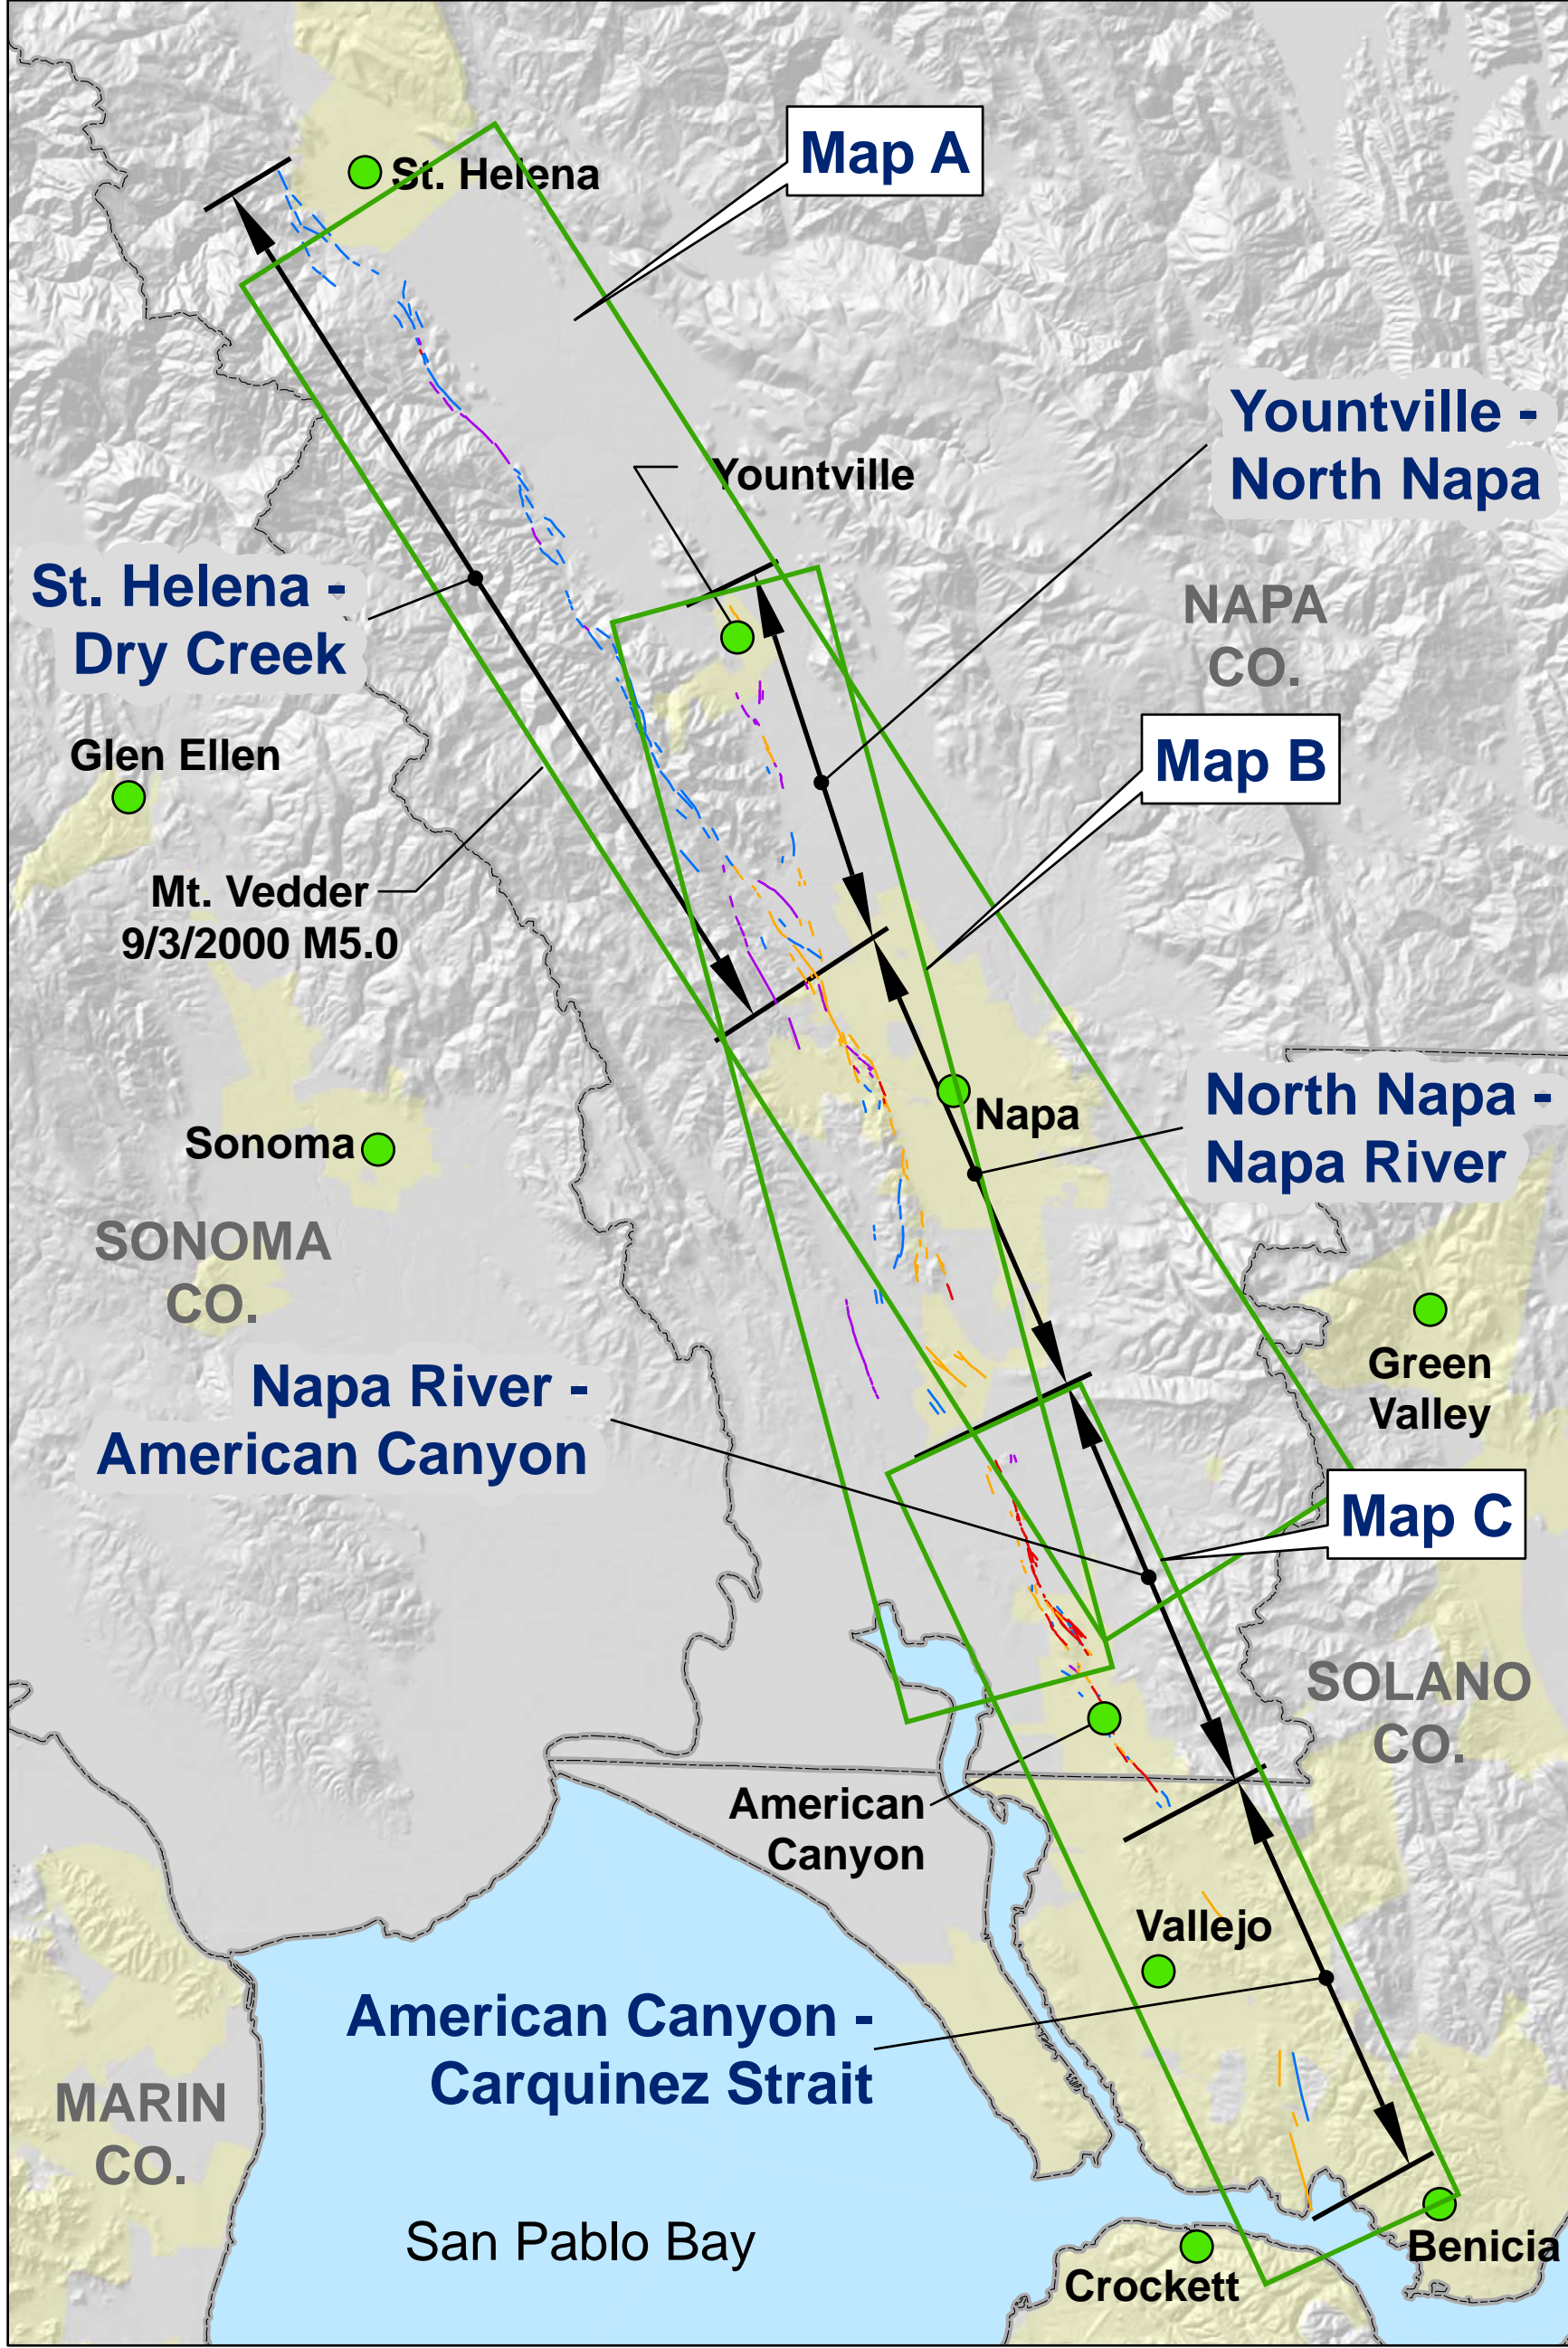 Map A
St. Helena
Yountville -
North Napa
Yountville
St. Helena -
Dry Creek
NAPA
CO.
Map B
Glen Ellen
Mt. Vedder
9/3/2000 M5.0
North Napa -
Napa River
Napa
Sonoma
SONOMA
CO.
Green
Valley
Napa River -
American Canyon
Map C
SOLANO
CO.
American
Canyon
Vallejo
American Canyon -
Carquinez Strait
MARIN
CO.
San Pablo Bay
Benicia
Crockett